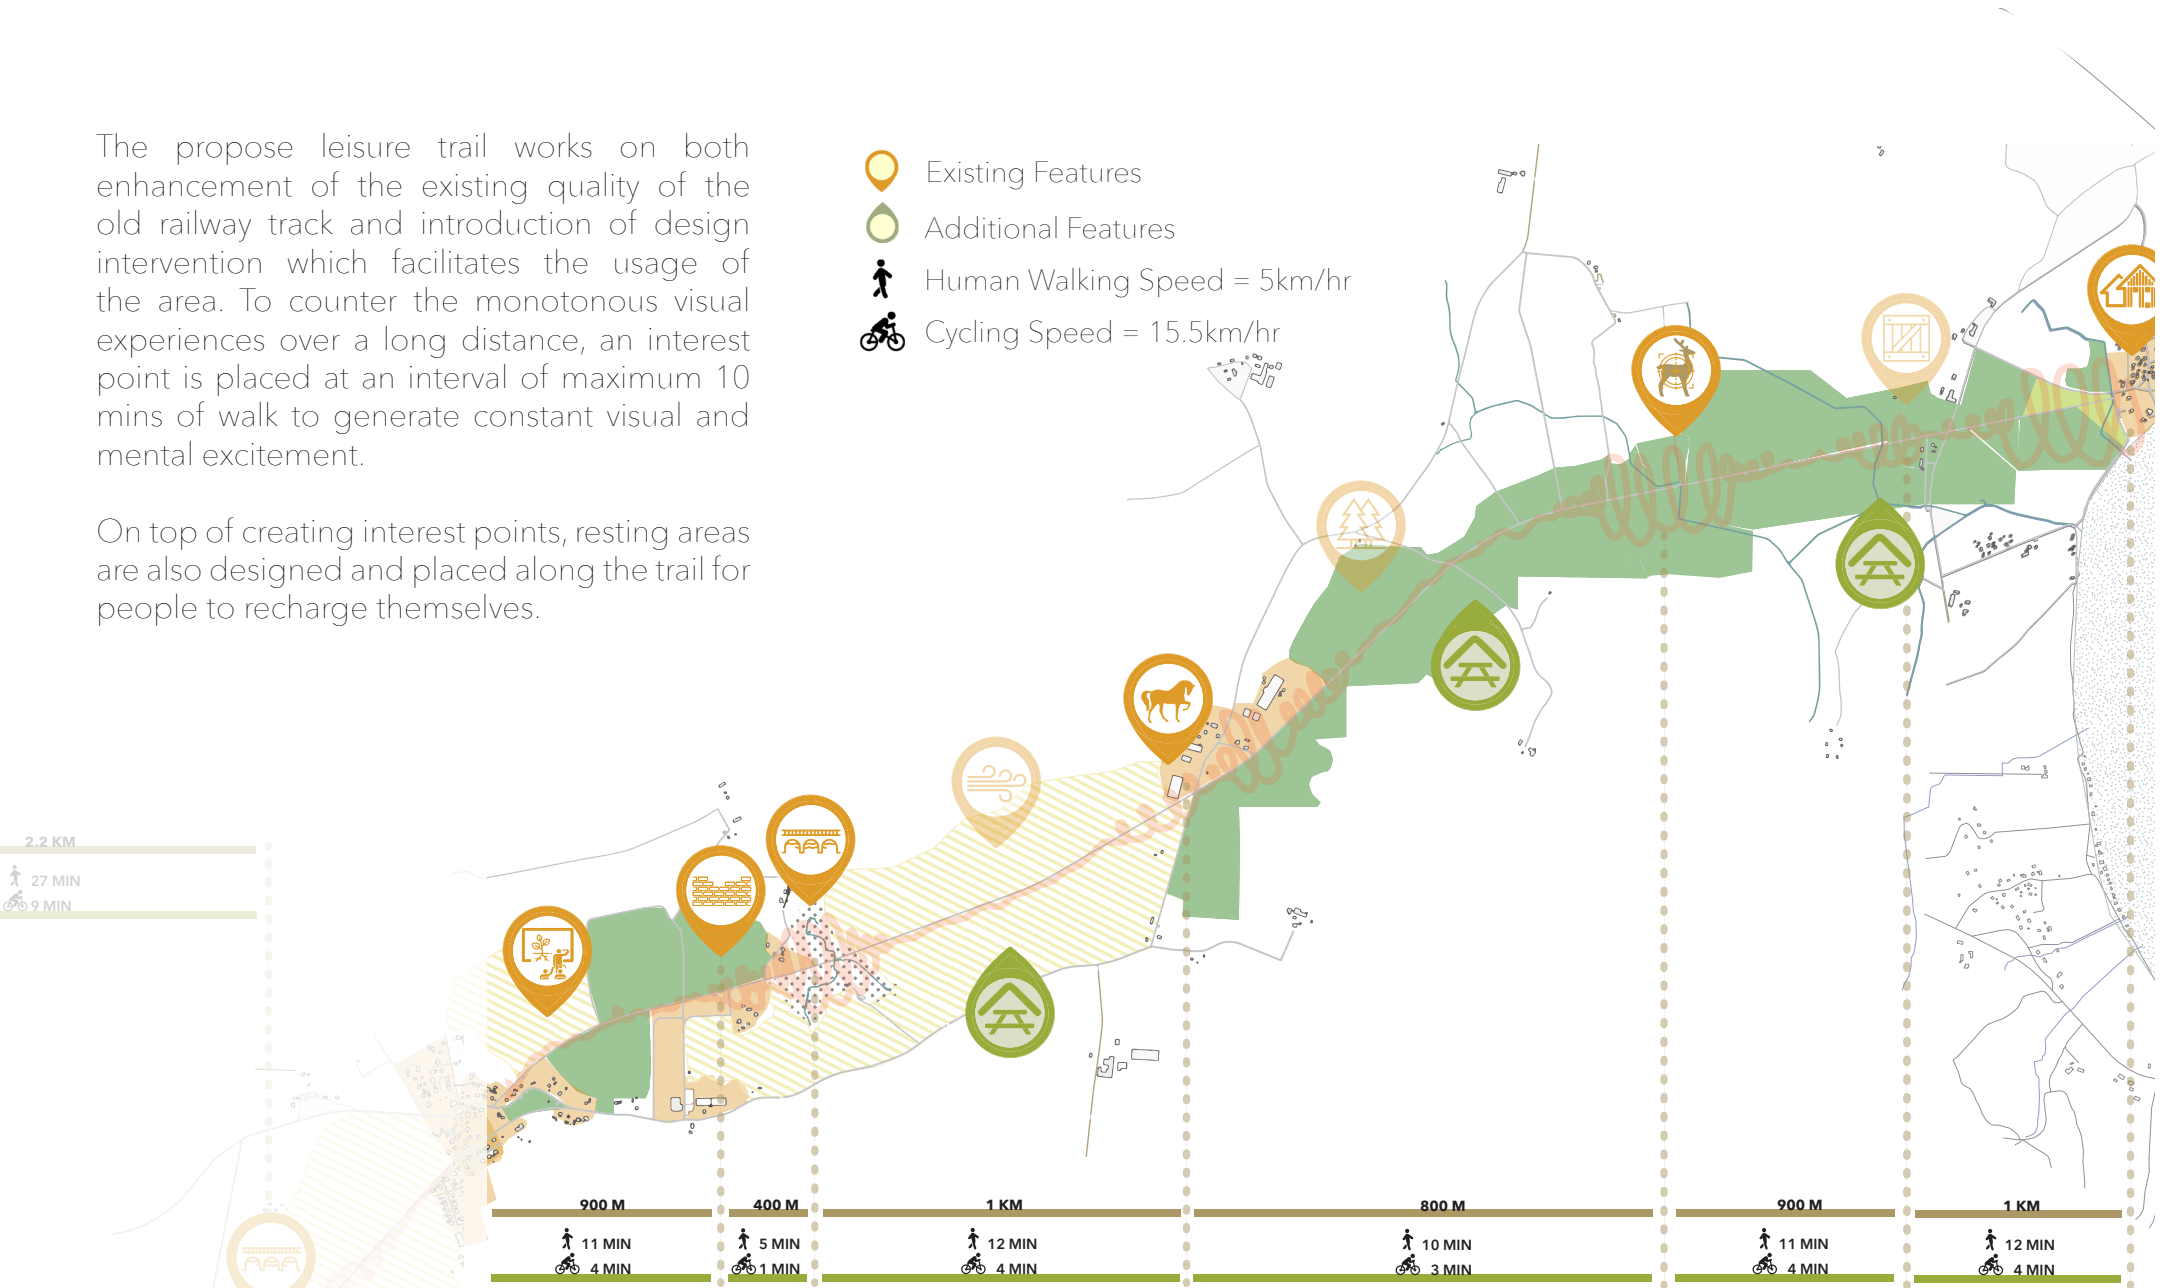 The propose leisure trail works on both
enhancement of the existing quality of the
old railway track and introduction of design
intervention which facilitates the usage of
the area. To counter the monotonous visual
experiences over a long distance, an interest
point is placed at an interval of maximum 10
mins of walk to generate constant visual and
mental excitement.
On top of creating interest points, resting areas
are also designed and placed along the trail for
people to recharge themselves.
Existing Features
Additional Features
Human Walking Speed = 5km/hr
Cycling Speed = 15.5km/hr
2.2 KM
27 MIN
9 MIN
900 M
11 MIN
4 MIN
400 M
5 MIN
1 MIN
1 KM
12 MIN
4 MIN
800 M
10 MIN
3 MIN
900 M
11 MIN
4 MIN
1 KM
12 MIN
4 MIN